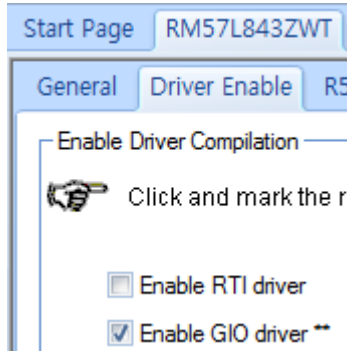 Start Page RM57L843ZWT
General Driver Enable R5
Enable Driver Compilation
Click and mark the r
Enable RTI driver
Enable GIO driver **